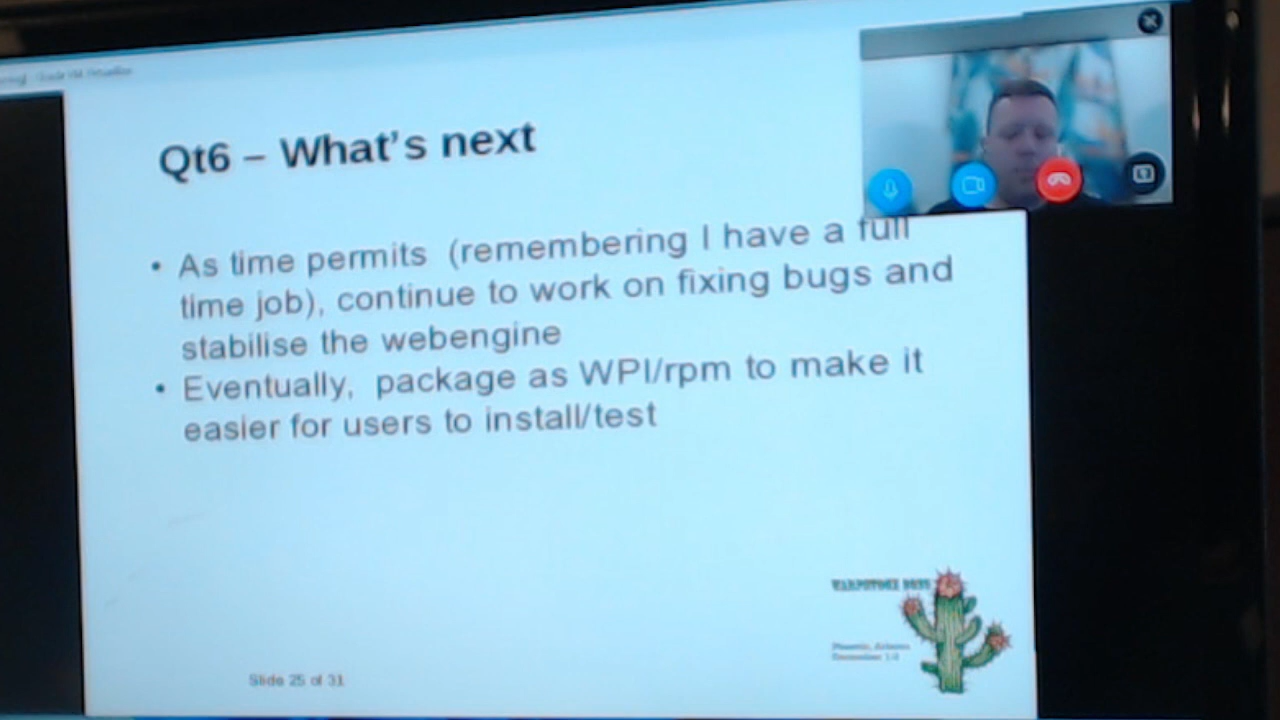 Qt6 – What's next
• As time permits (remembering I have a full
time job), continue to work on fixing bugs and
stabilise the webengine
• Eventually, package as WPI/rpm to make it
easier for users to install/test
Phoenix, Arizona
Slide 25 of 31